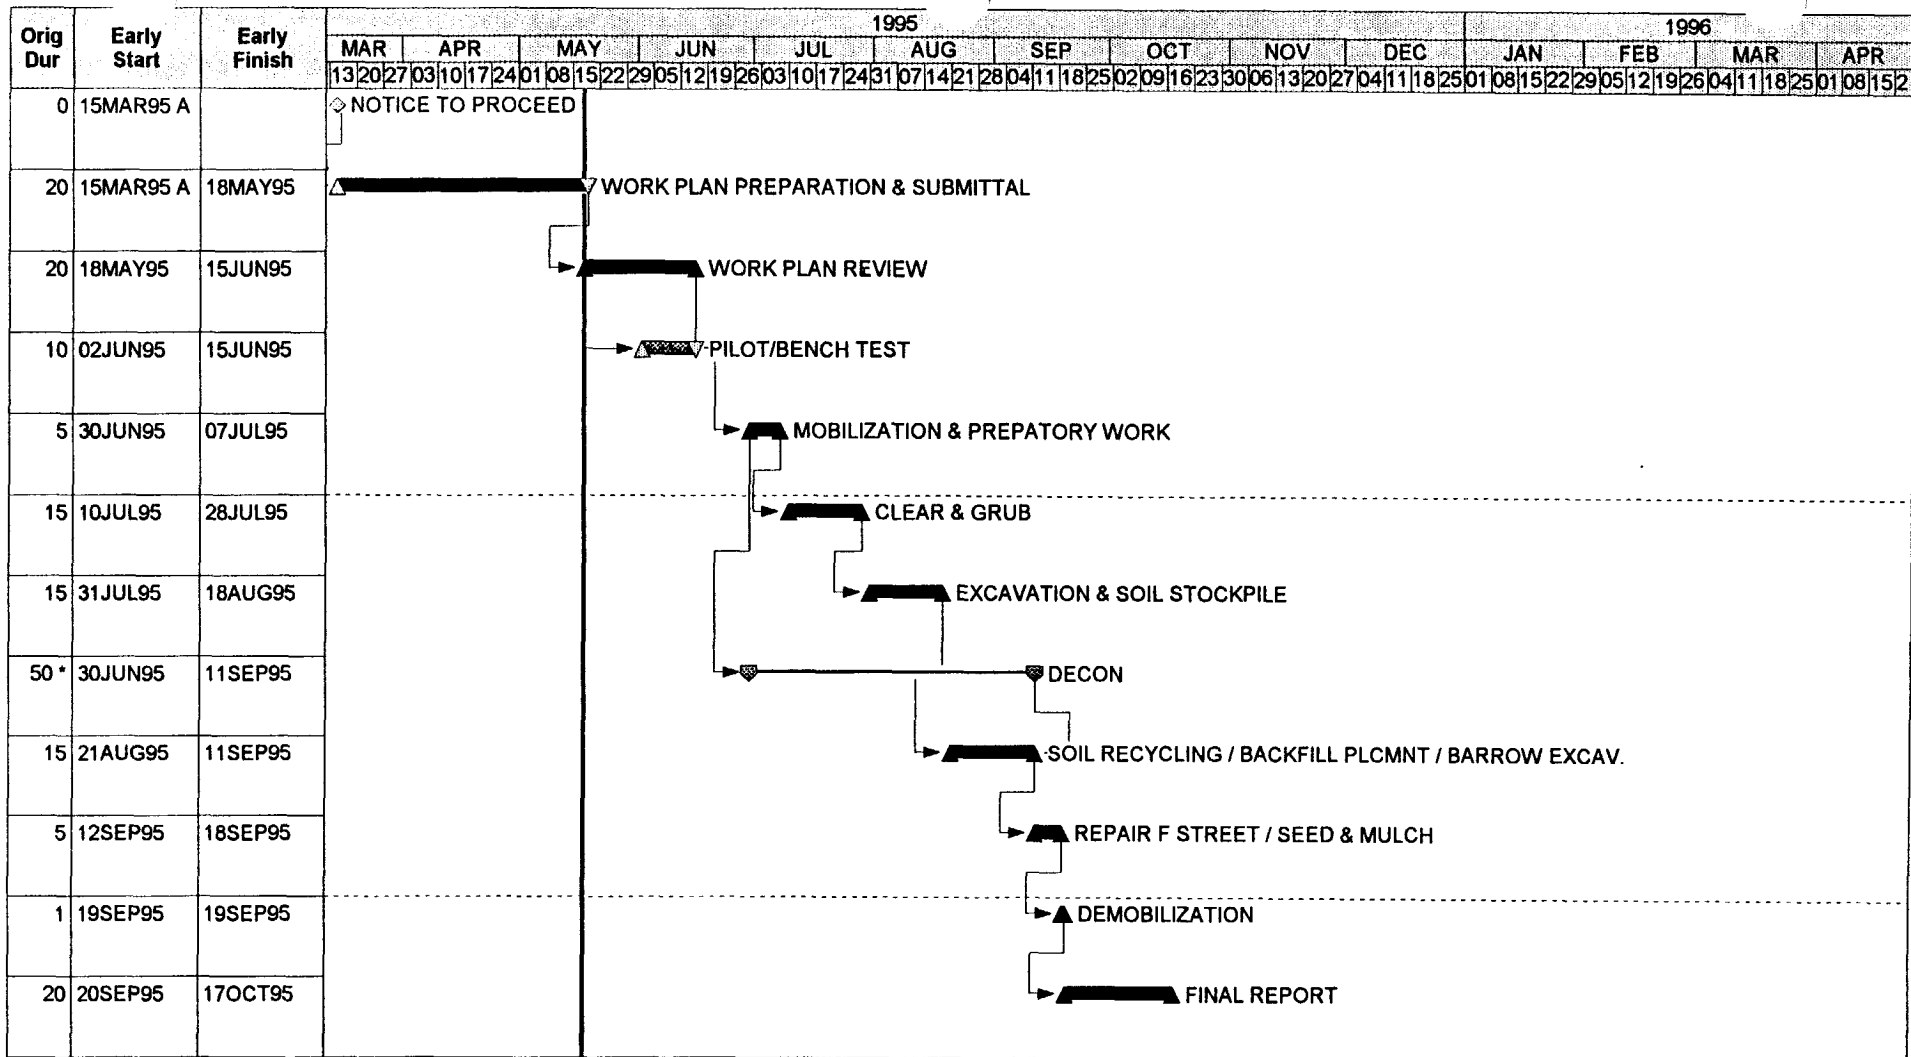 1995 1996
Orig Dur Early Start Early Finish
MAR APR MAY JUN JUL AUG SEP OCT NOV DEC JAN FEB MAR APR
13 20 27 03 10 17 24 01 08 15 22 29 05 12 19 26 03 10 17 24 31 07 14 21 28 04 11 18 25 02 09 16 23 30 06 13 20 27 04 11 18 25 01 08 15 22 29 05 12 19 26 04 11 18 25 01 08 15 2
0 15MAR95 A NOTICE TO PROCEED
20 15MAR95 A 18MAY95 WORK PLAN PREPARATION & SUBMITTAL
20 18MAY95 15JUN95 WORK PLAN REVIEW
10 02JUN95 15JUN95 PILOT/BENCH TEST
5 30JUN95 07JUL95 MOBILIZATION & PREPATORY WORK
15 10JUL95 28JUL95 CLEAR & GRUB
15 31JUL95 18AUG95 EXCAVATION & SOIL STOCKPILE
50 * 30JUN95 11SEP95 DECON
15 21AUG95 11SEP95 SOIL RECYCLING / BACKFILL PLCMNT / BARROW EXCAV.
5 12SEP95 18SEP95 REPAIR F STREET / SEED & MULCH
1 19SEP95 19SEP95 DEMOBILIZATION
20 20SEP95 17OCT95 FINAL REPORT